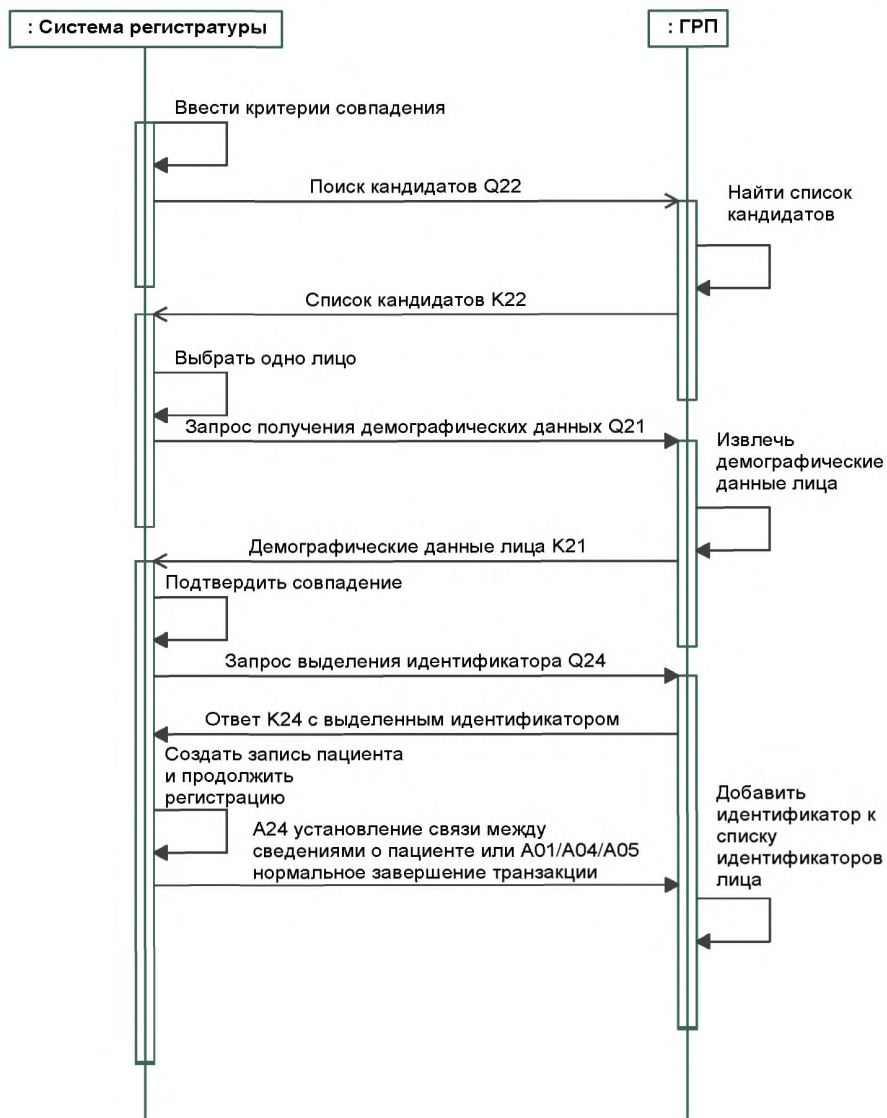 : Система регистратуры
: ГРП
Ввести критерии совпадения
Поиск кандидатов Q22
Найти список
кандидатов
Список кандидатов K22
Выбрать одно лицо
Запрос получения демографических данных Q21
Извлечь
демографические
данные лица
Демографические данные лица K21
Подтвердить совпадение
Запрос выделения идентификатора Q24
Ответ K24 с выделенным идентификатором
Создать запись пациента
и продолжить
регистрацию
A24 установление связи между
сведениями о пациенте или A01/A04/A05
нормальное завершение транзакции
Добавить
идентификатор к
списку
идентификаторов
лица